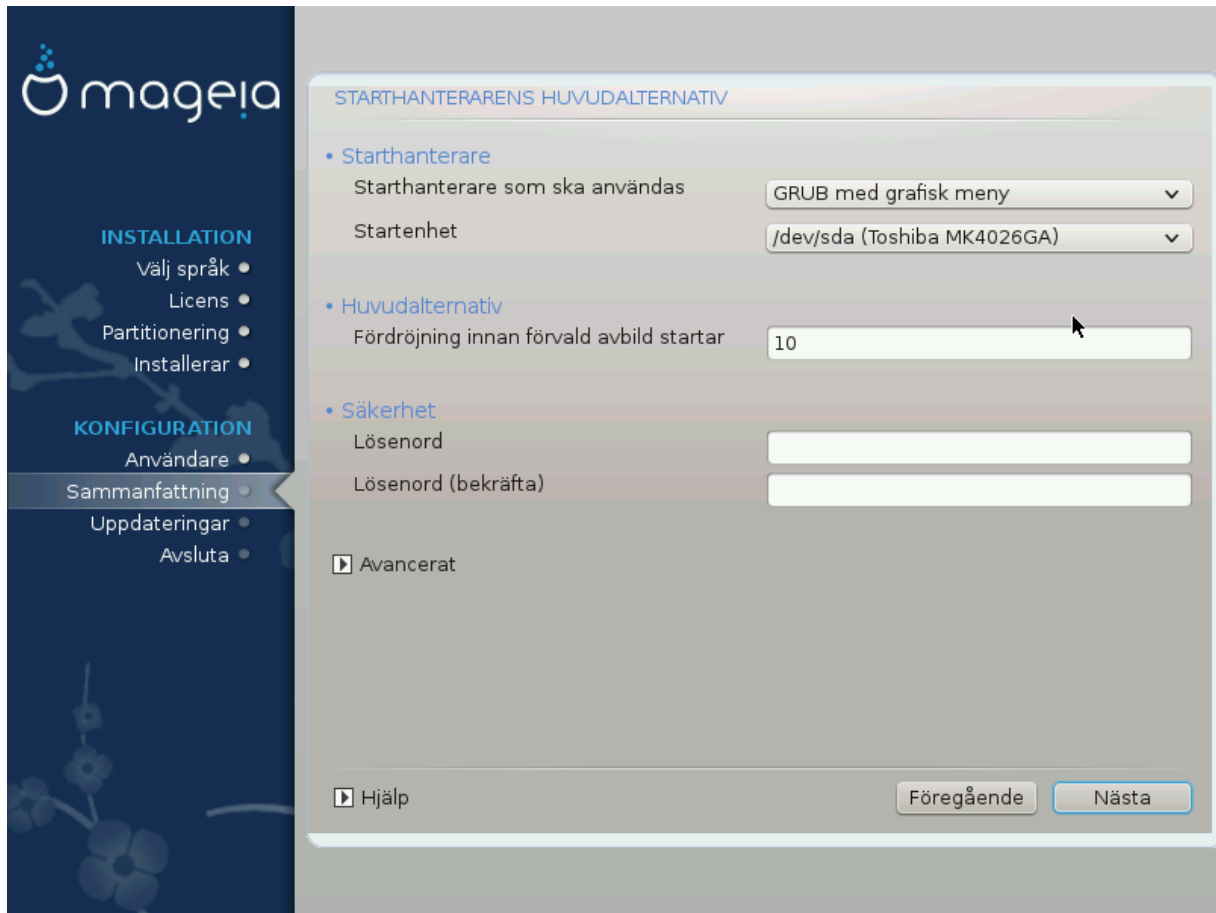 mageia
INSTALLATION
Välj språk
Licens
Partitionering
Installerar
KONFIGURATION
Användare
Sammanfattning
Uppdateringar
Avsluta
STARTHANTERARENS HUVUDALTERNATIV
• Starthanterare
Starthanterare som ska användas
GRUB med grafisk meny
Startenhet
/dev/sda (Toshiba MK4026GA)
• Huvudalternativ
Fördröjning innan förvald avbild startar
10
• Säkerhet
Lösenord
Lösenord (bekräfta)
Avancerat
Hjälp
Föregående
Nästa